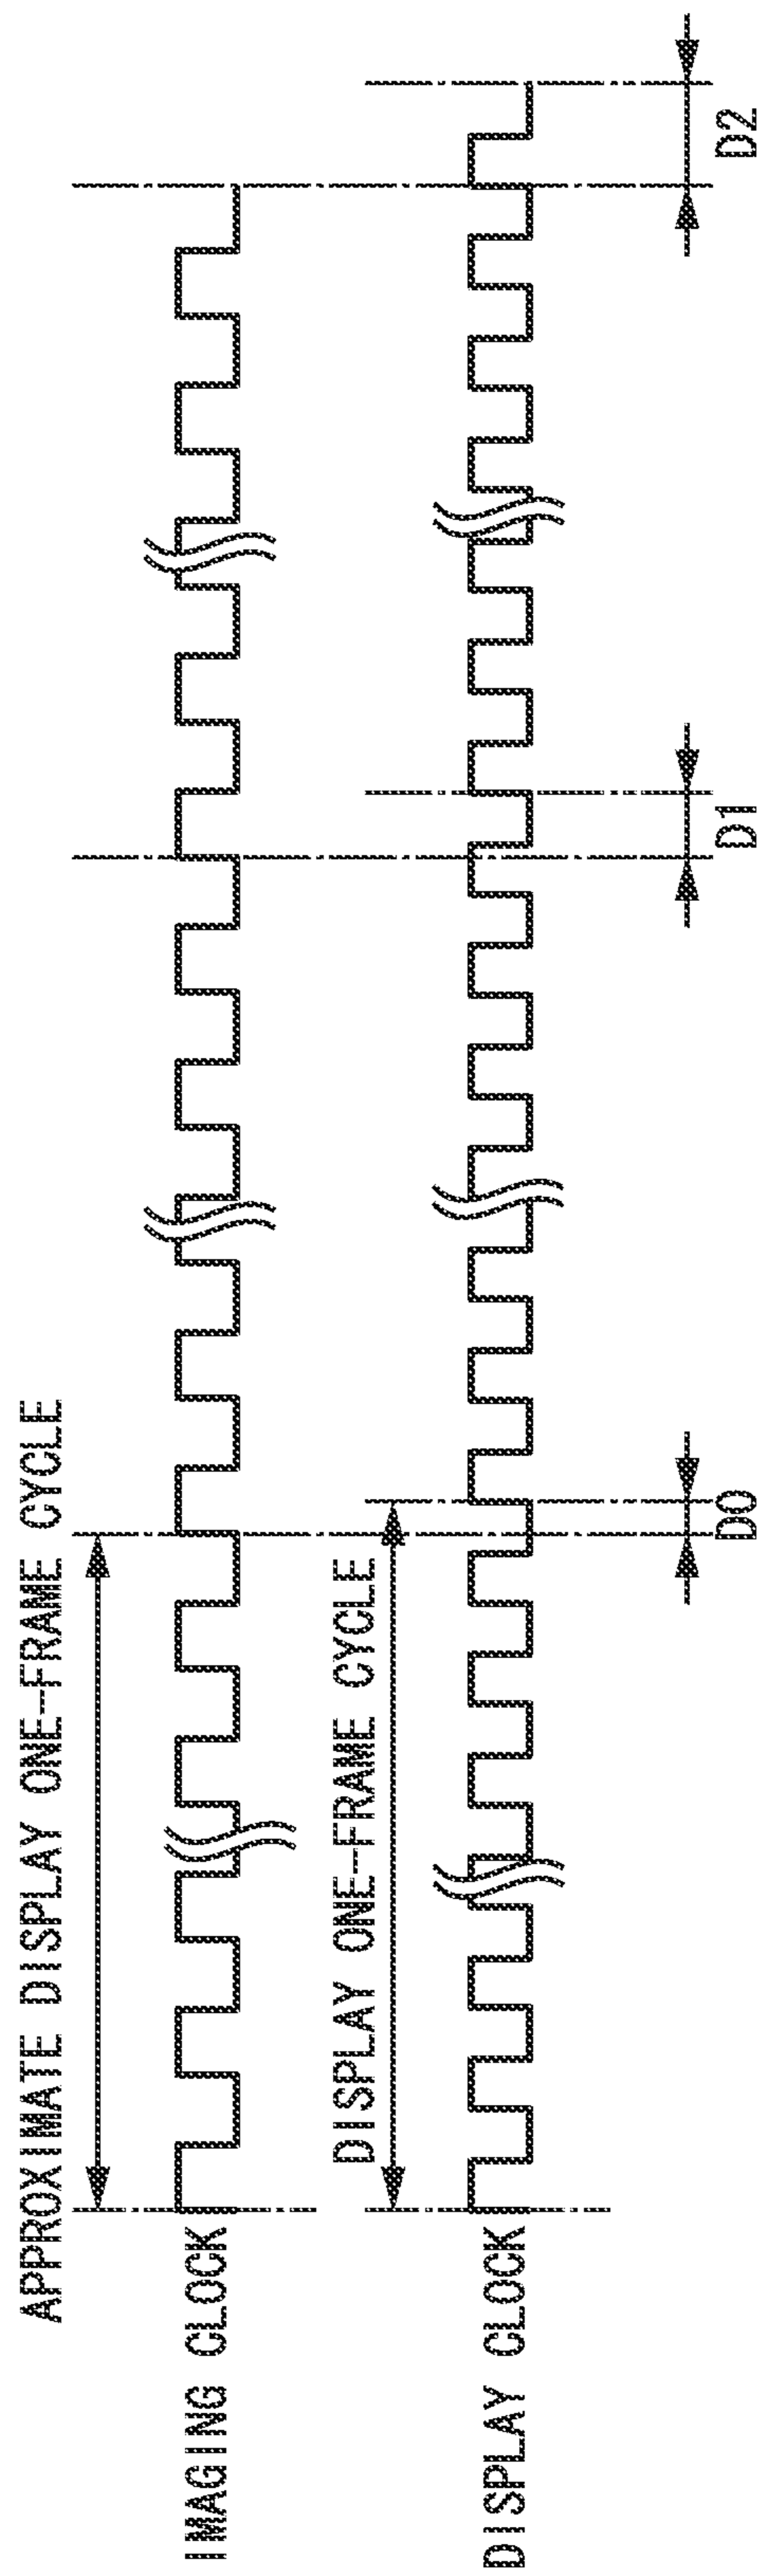 APPROXIMATE DISPLAY ONE-FRAME CYCLE
IMAGING CLOCK
DISPLAY ONE-FRAME CYCLE
DISPLAY CLOCK
D0
D1
D2